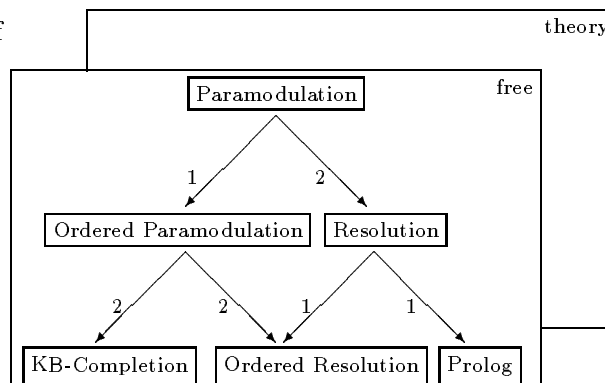 f
theory
free
Paramodulation
1
2
Ordered Paramodulation
Resolution
2
2
1
1
KB-Completion
Ordered Resolution
Prolog